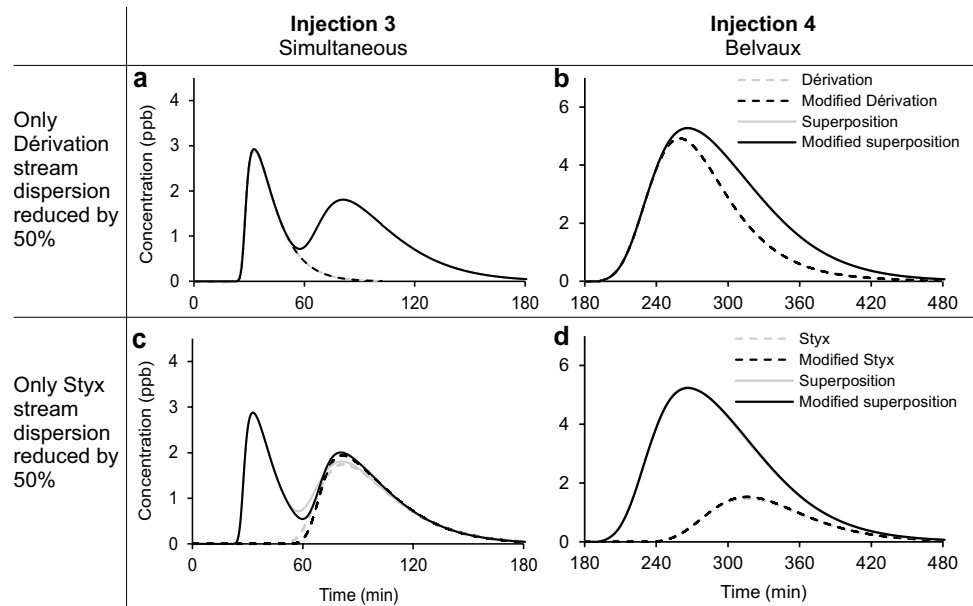 Injection 3
Simultaneous
Injection 4
Belvaux
Only
Dérivation
stream
dispersion
reduced by
50%
a
Concentration (ppb)
4
3
2
1
0
0 60 120 180
b
6
4
2
0
180 240 300 360 420 480
Dérivation
Modified Dérivation
Superposition
Modified superposition
Only Styx
stream
dispersion
reduced by
50%
c
Concentration (ppb)
4
3
2
1
0
0 60 120 180
Time (min)
d
6
4
2
0
180 240 300 360 420 480
Time (min)
Styx
Modified Styx
Superposition
Modified superposition